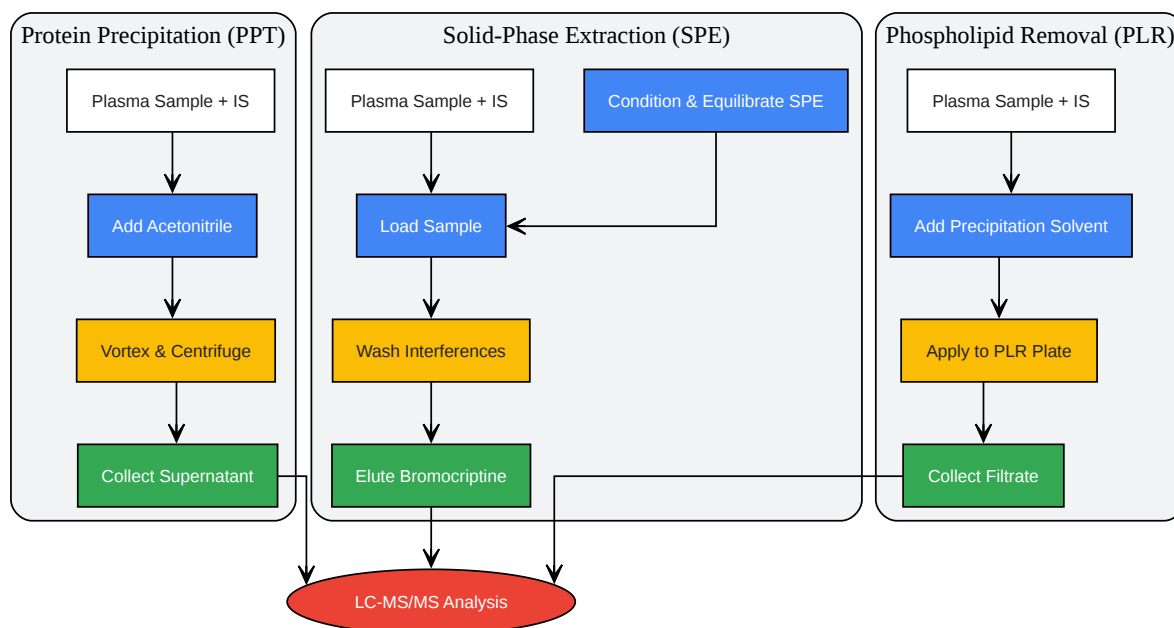 Protein Precipitation (PPT)
Plasma Sample + IS
Add Acetonitrile
Vortex & Centrifuge
Collect Supernatant
Solid-Phase Extraction (SPE)
Plasma Sample + IS
Condition & Equilibrate SPE
Load Sample
Wash Interferences
Elute Bromocriptine
Phospholipid Removal (PLR)
Plasma Sample + IS
Add Precipitation Solvent
Apply to PLR Plate
Collect Filtrate
LC-MS/MS Analysis